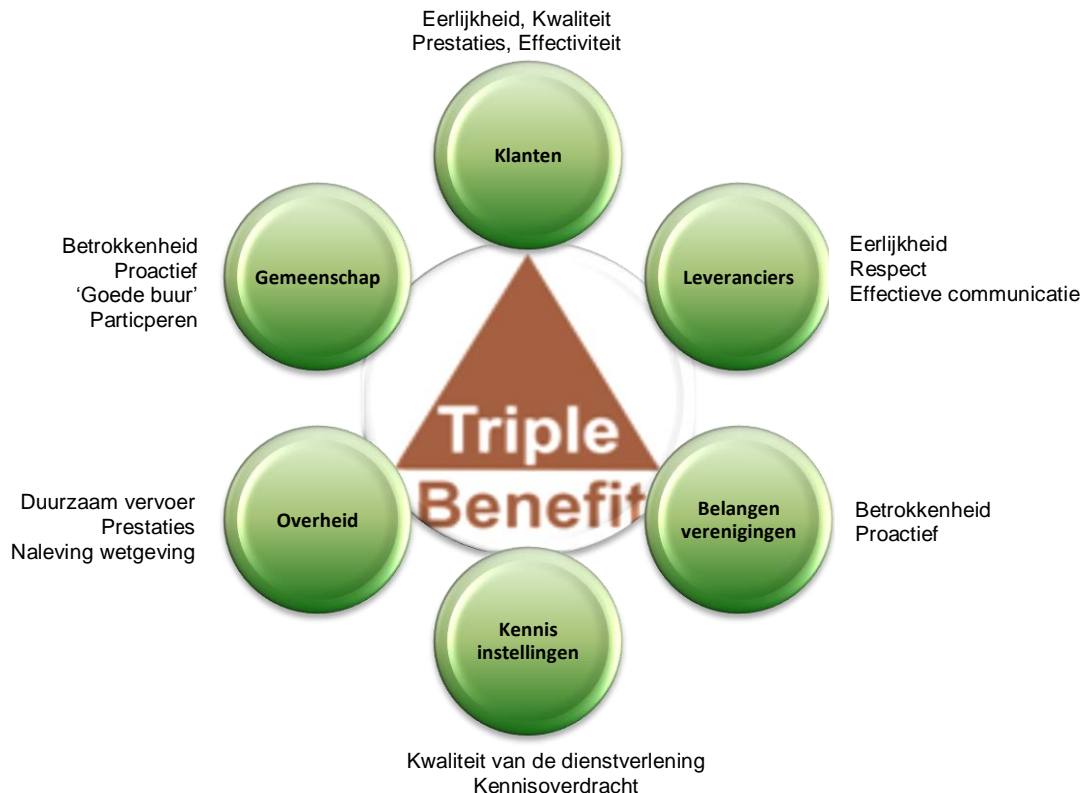 Eerlijkheid, Kwaliteit
Prestaties, Effectiviteit
Klanten
Betrokkenheid
Proactief
‘Goede buur’
Particperen
Gemeenschap
Leveranciers
Eerlijkheid
Respect
Effectieve communicatie
Triple
Benefit
Duurzaam vervoer
Prestaties
Naleving wetgeving
Overheid
Belangen
verenigingen
Betrokkenheid
Proactief
Kennis
instellingen
Kwaliteit van de dienstverlening
Kennisoverdracht